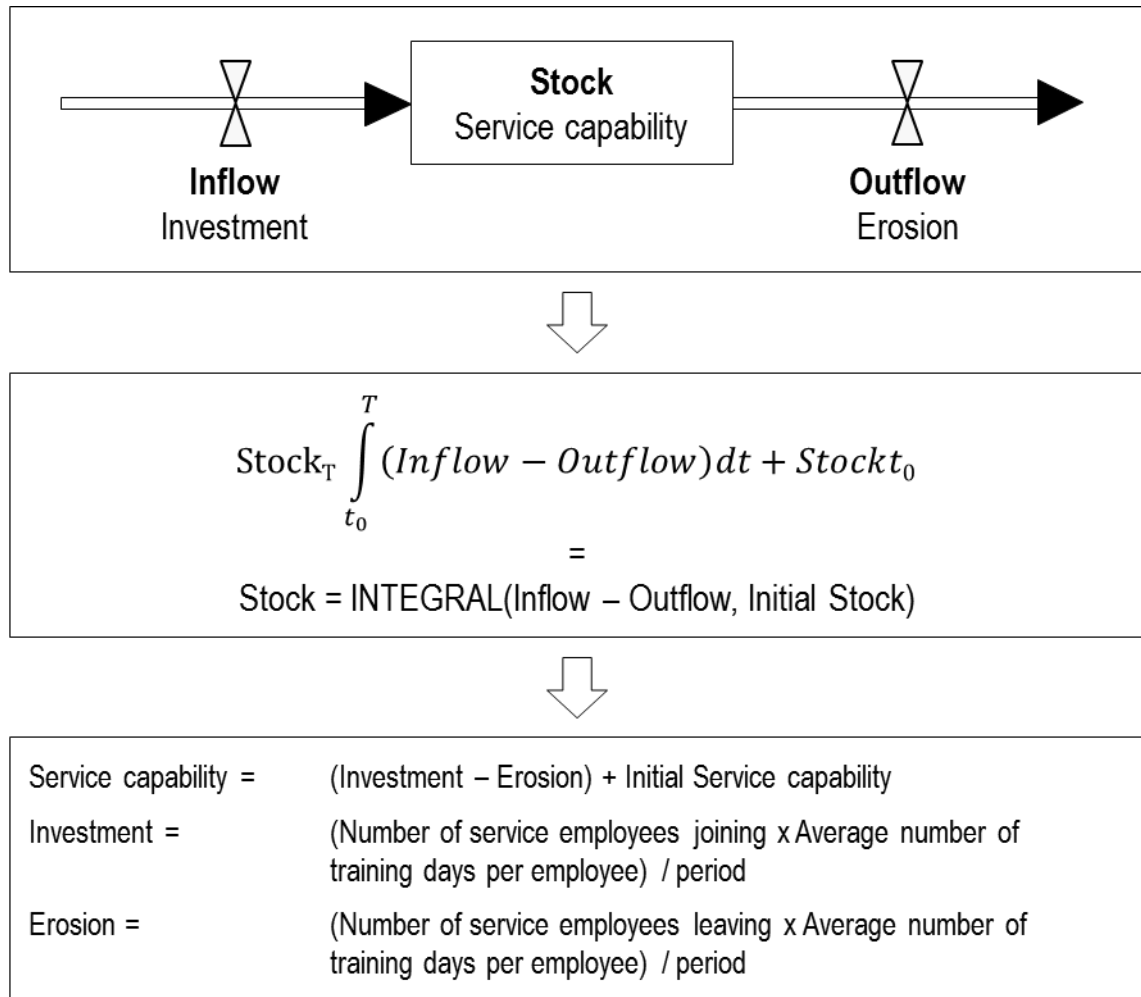 Stock
Service capability
Inflow
Investment
Outflow
Erosion
T
Stock_T ∫ (Inflow − Outflow)dt + Stockt₀
t₀
=
Stock = INTEGRAL(Inflow – Outflow, Initial Stock)
Service capability = (Investment – Erosion) + Initial Service capability
Investment = (Number of service employees joining x Average number of
training days per employee) / period
Erosion = (Number of service employees leaving x Average number of
training days per employee) / period